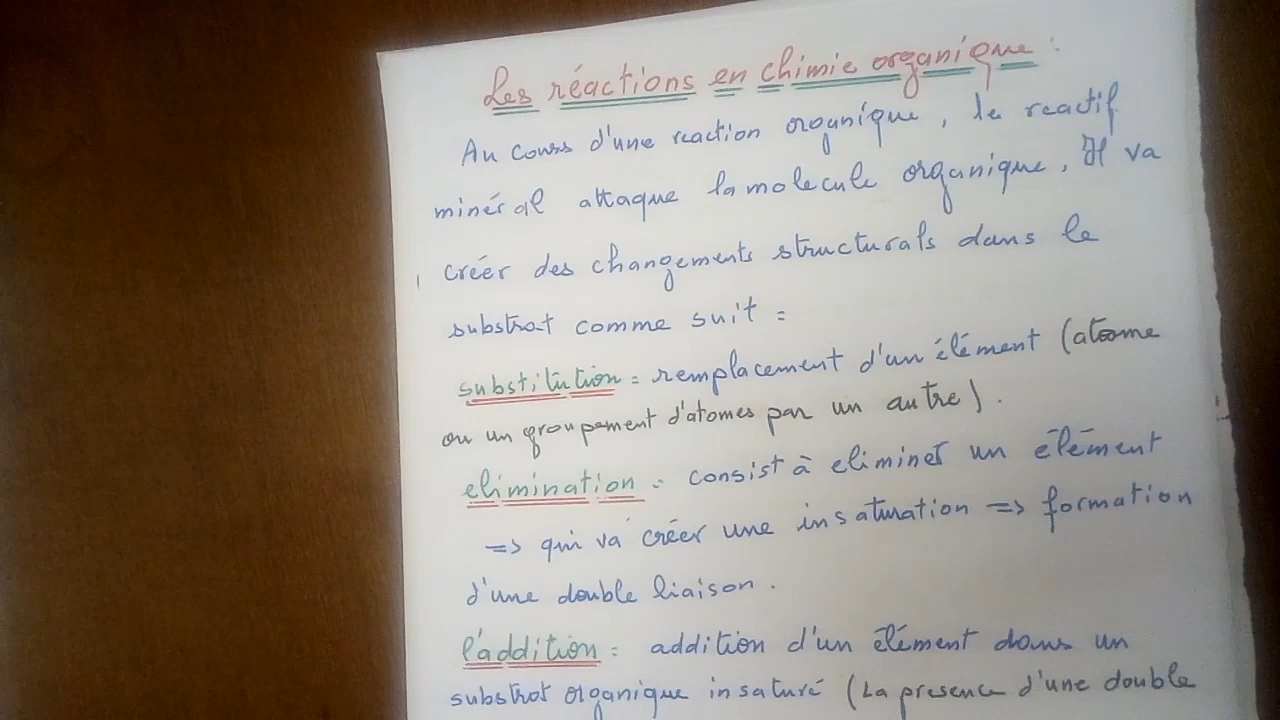 Les réactions en chimie organique :
Au cours d'une reaction organique, le reactif
minéral attaque la molecule organique, Il va
créer des changements structurals dans le
substrat comme suit =
substitution = remplacement d'un élément (atome
ou un groupement d'atomes par un autre).
elimination = consist à eliminer un élément
=> qui va créer une insaturation => formation
d'une double liaison.
l'addition = addition d'un élément dans un
substrat organique insaturé (La presence d'une double